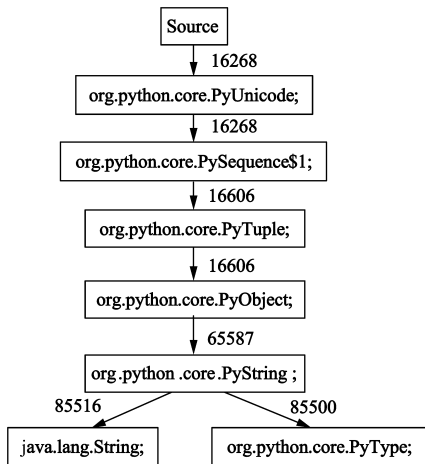 Source
16268
org.python.core.PyUnicode;
16268
org.python.core.PySequence$1;
16606
org.python.core.PyTuple;
16606
org.python.core.PyObject;
65587
org.python .core.PyString ;
85516 85500
java.lang.String; org.python.core.PyType;